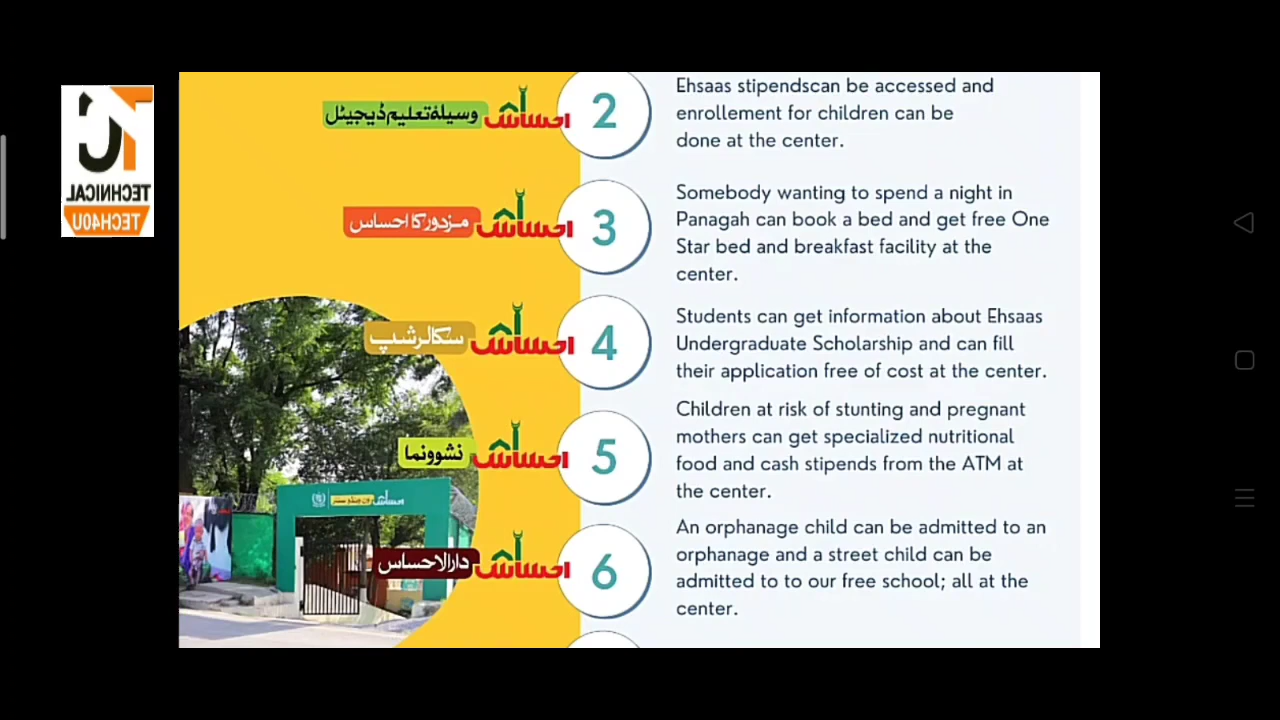 TECHNICAL
TECH40U
احساس وسیلۂ تعلیم ڈیجیٹل
2
Ehsaas stipendscan be accessed and
enrollement for children can be
done at the center.
احساس مزدور کا احساس
3
Somebody wanting to spend a night in
Panagah can book a bed and get free One
Star bed and breakfast facility at the
center.
احساس سکالرشپ
4
Students can get information about Ehsaas
Undergraduate Scholarship and can fill
their application free of cost at the center.
احساس نشوونما
5
Children at risk of stunting and pregnant
mothers can get specialized nutritional
food and cash stipends from the ATM at
the center.
احساس ون ونڈو سنٹر
احساس دارالاحساس
6
An orphanage child can be admitted to an
orphanage and a street child can be
admitted to to our free school; all at the
center.